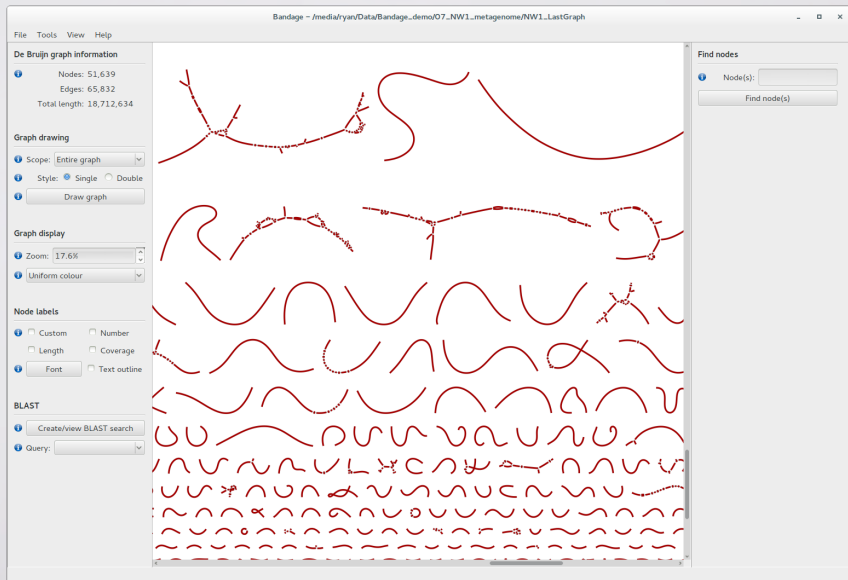 Bandage – /media/ryan/Data/Bandage_demo/07_NW1_metagenome/NW1_LastGraph
File Tools View Help
De Bruijn graph information
Nodes: 51,639
Edges: 65,832
Total length: 18,712,634
Graph drawing
Scope: Entire graph
Style: Single Double
Draw graph
Graph display
Zoom: 17.6%
Uniform colour
Node labels
Custom Number
Length Coverage
Font Text outline
BLAST
Create/view BLAST search
Query:
Find nodes
Node(s):
Find node(s)